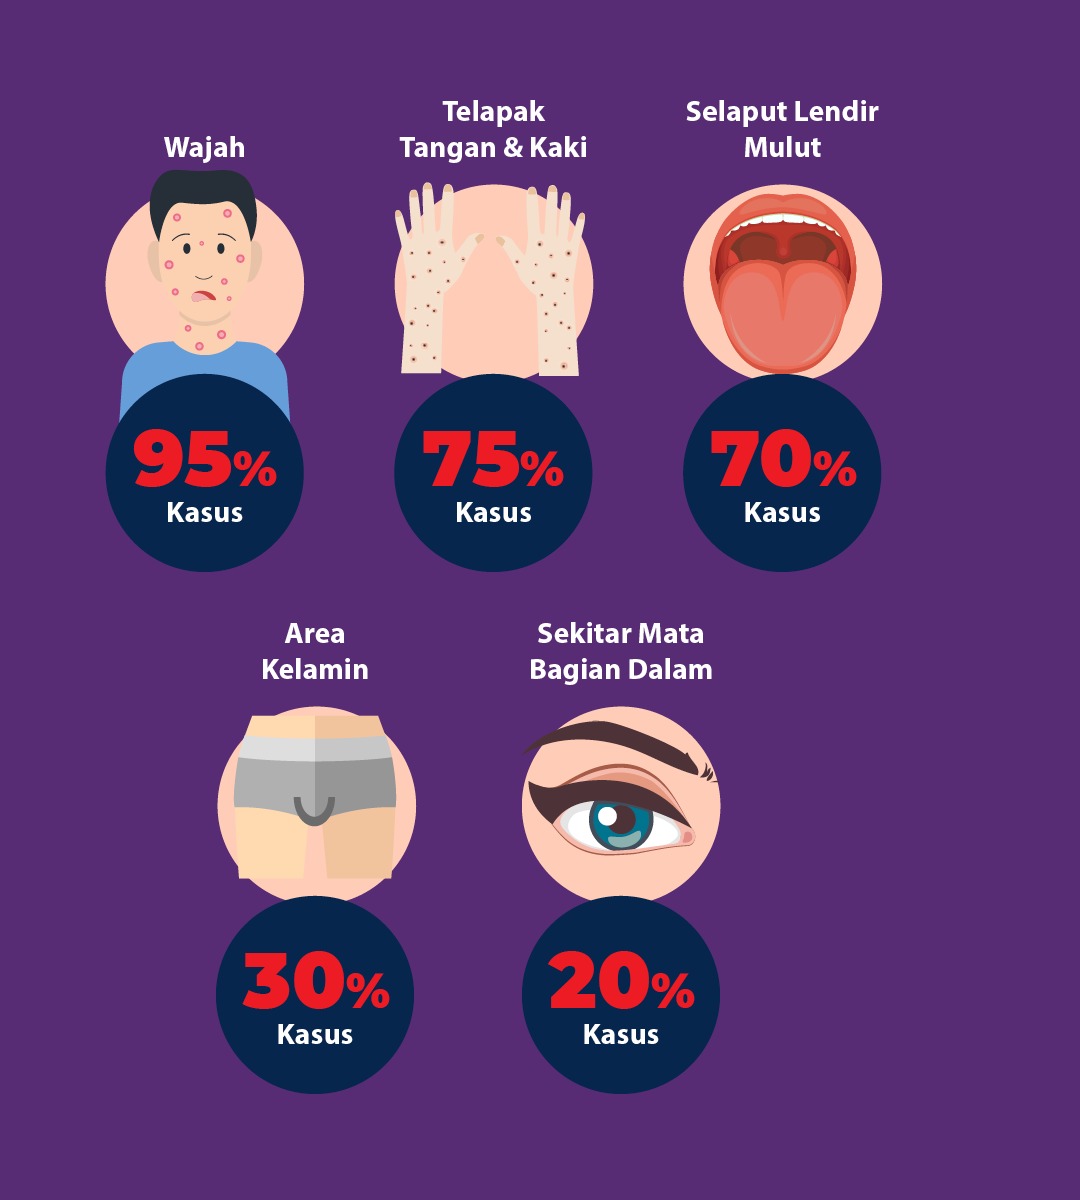 Wajah
Telapak
Tangan & Kaki
Selaput Lendir
Mulut
95%
Kasus
75%
Kasus
70%
Kasus
Area
Kelamin
Sekitar Mata
Bagian Dalam
30%
Kasus
20%
Kasus